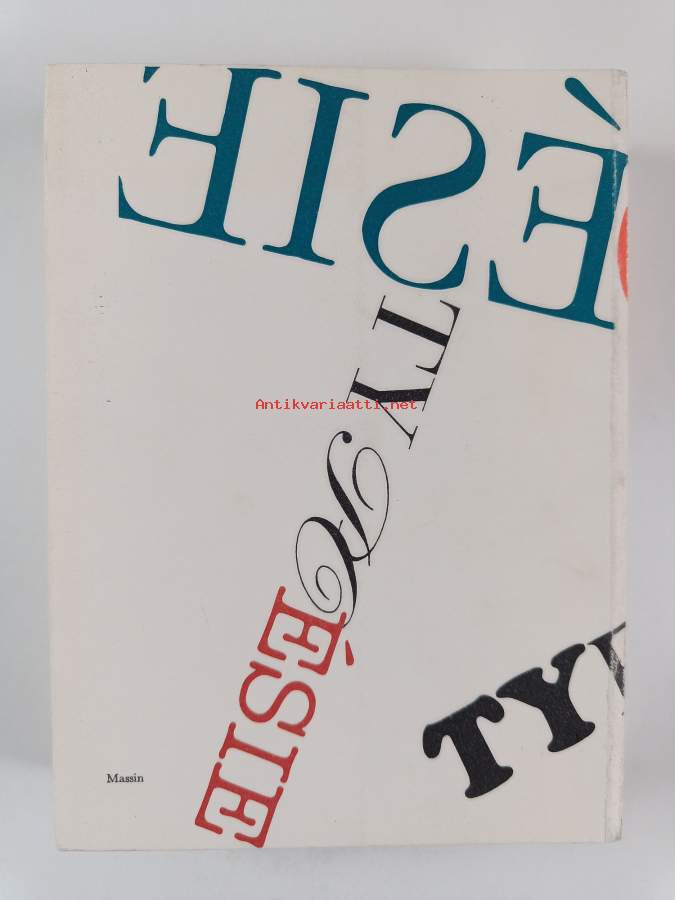 ÉSIE
TY
Antikvariaatti.net
ÉSIE
TY
Massin